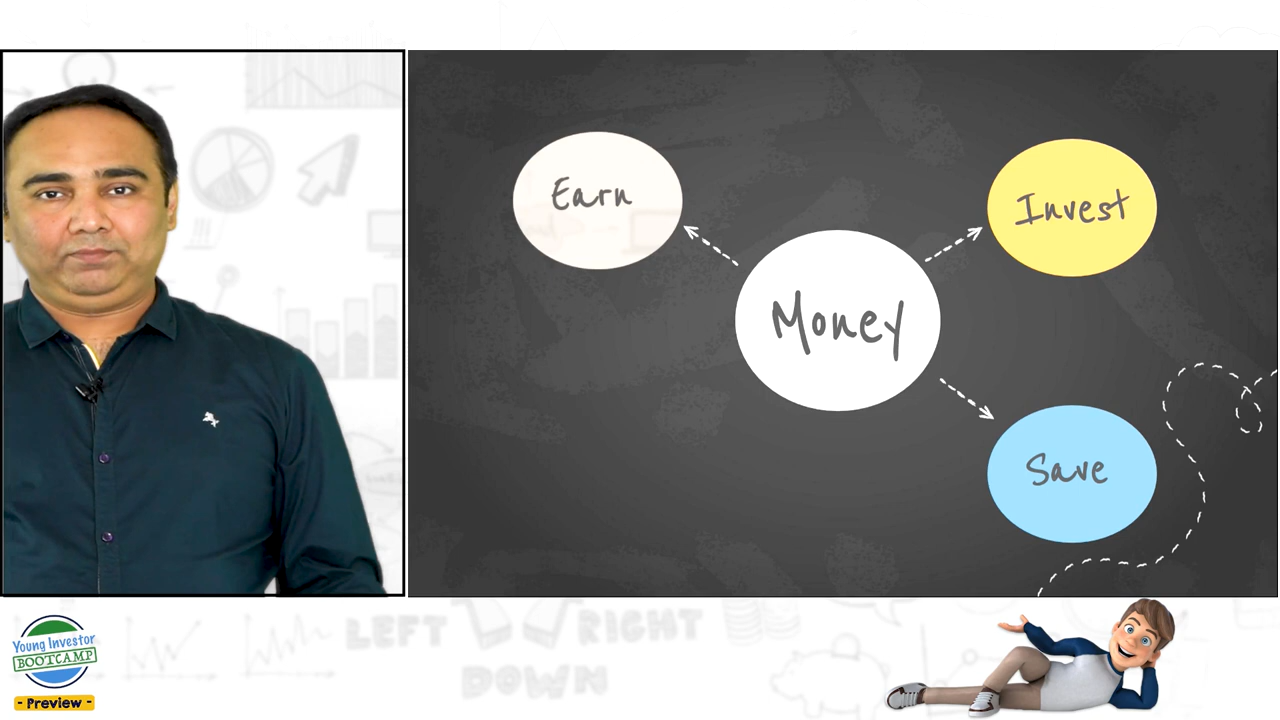 Earn
Invest
Money
Save
LEFT
RIGHT
DOWN
Young Investor
BOOTCAMP
- Preview -